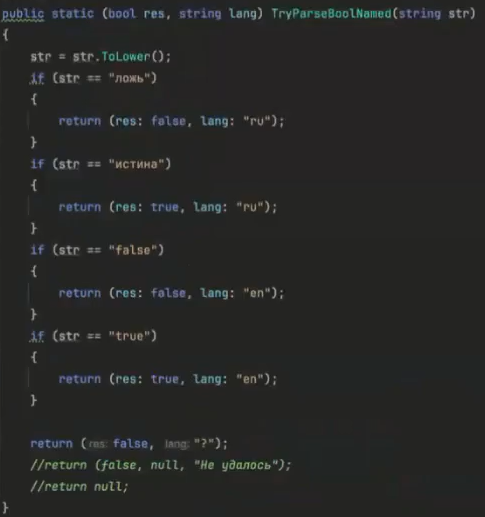 public static (bool res, string lang) TryParseBoolNamed(string str)
{
str = str.ToLower();
if (str == "ложь")
{
return (res: false, lang: "ru");
}
if (str == "истина")
{
return (res: true, lang: "ru");
}
if (str == "false")
{
return (res: false, lang: "en");
}
if (str == "true")
{
return (res: true, lang: "en");
}
return (res: false, lang: "?");
//return (false, null, "Не удалось");
//return null;
}